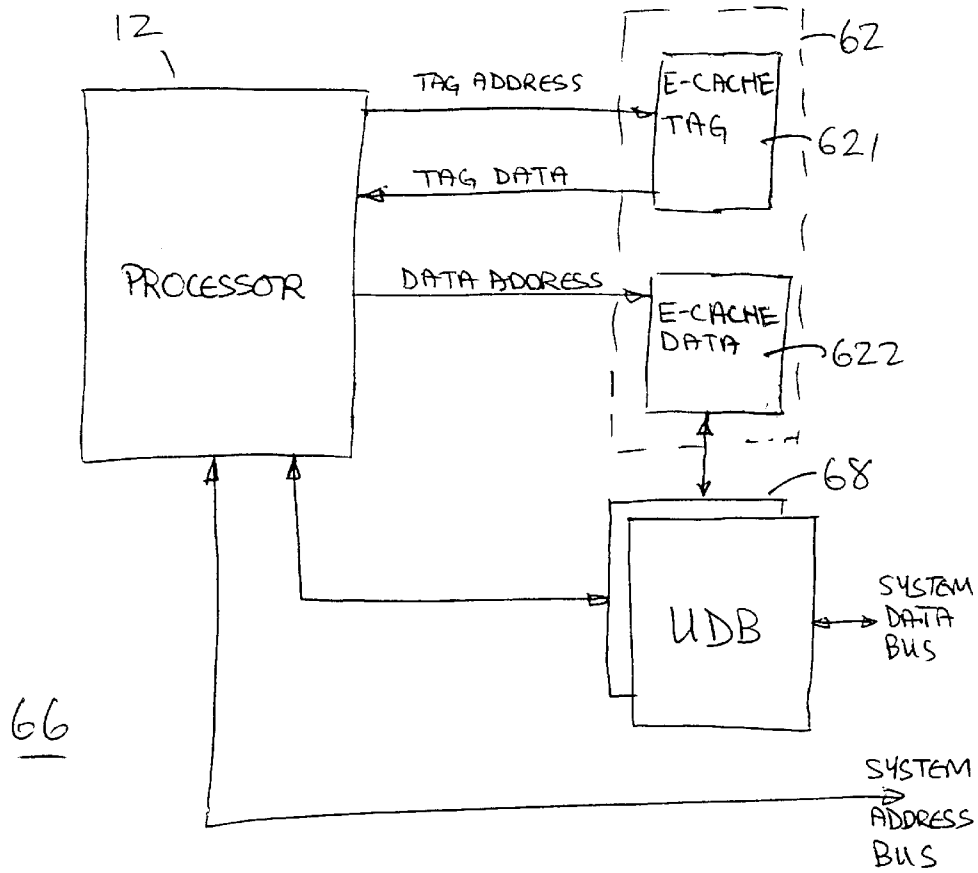 12
62
TAG ADDRESS
E-CACHE
TAG
621
TAG DATA
PROCESSOR
DATA ADDRESS
E-CACHE
DATA
622
68
UDB
SYSTEM
DATA
BUS
66
SYSTEM
ADDRESS
BUS